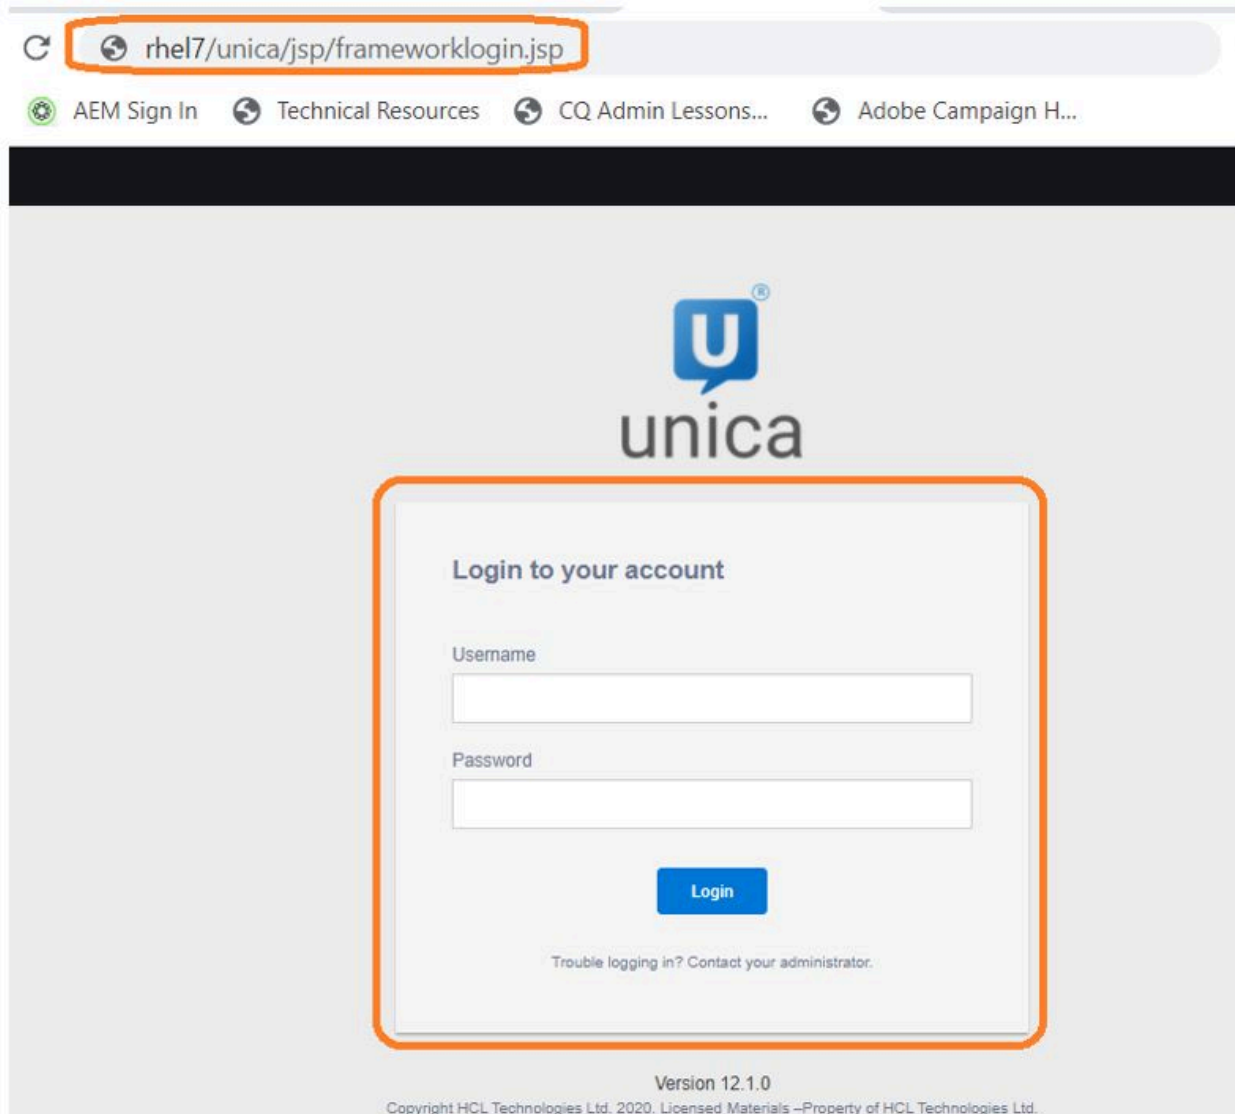 rhel7/unica/jsp/frameworklogin.jsp
AEM Sign In Technical Resources CQ Admin Lessons... Adobe Campaign H...
U®
unica
Login to your account
Username
Password
Login
Trouble logging in? Contact your administrator.
Version 12.1.0
Copyright HCL Technologies Ltd. 2020. Licensed Materials –Property of HCL Technologies Ltd.